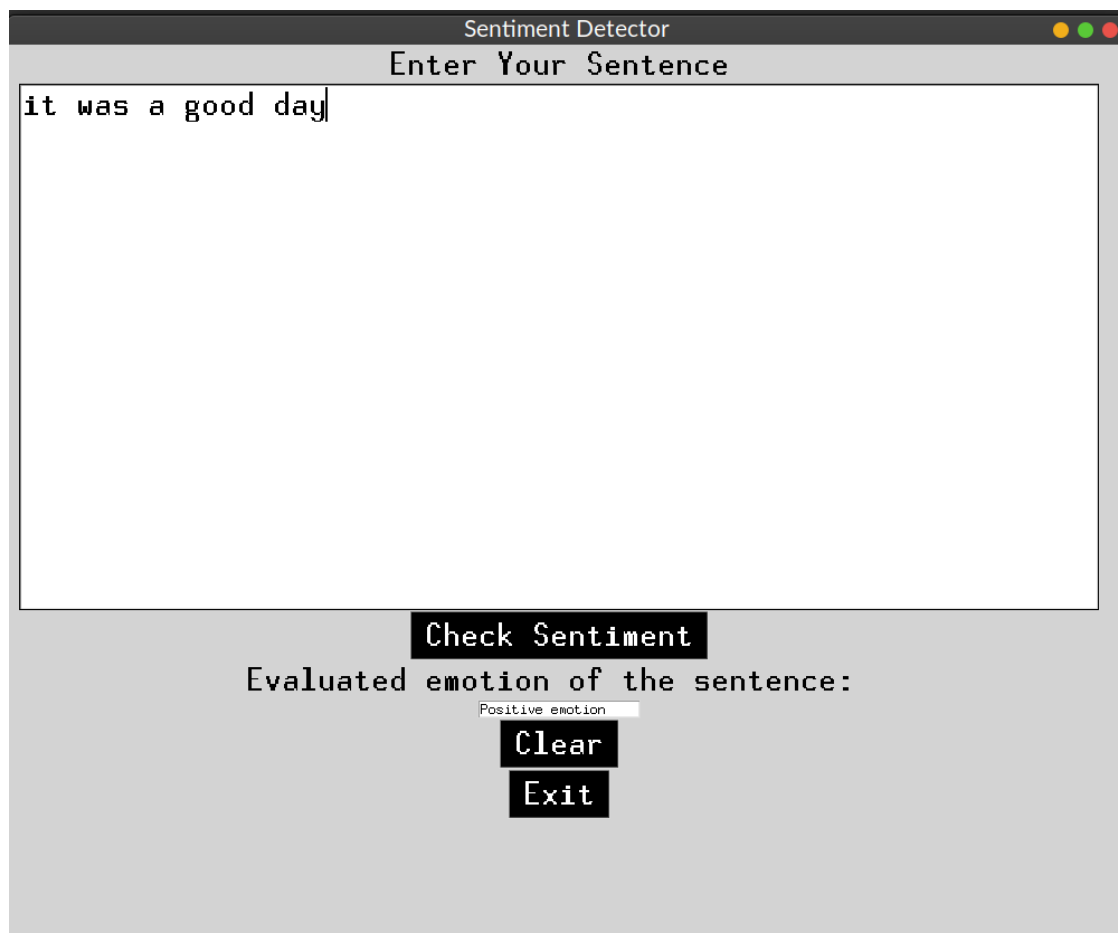 Sentiment Detector
Enter Your Sentence
it was a good day
Check Sentiment
Evaluated emotion of the sentence:
Positive emotion
Clear
Exit